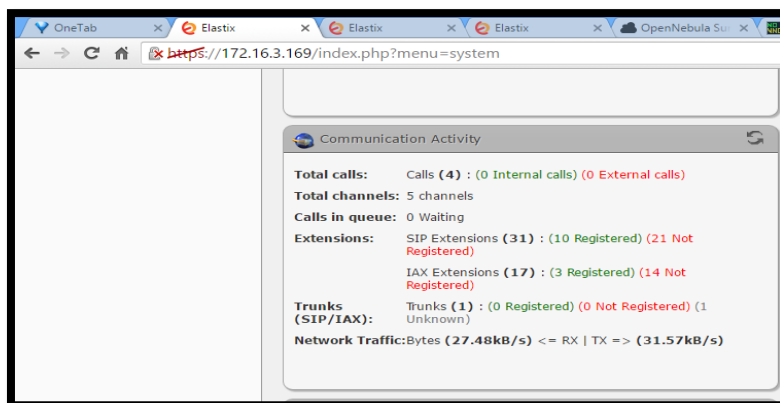 OneTab
Elastix
Elastix
Elastix
OpenNebula Su
https://172.16.3.169/index.php?menu=system
Communication Activity
Total calls: Calls (4) : (0 Internal calls) (0 External calls)
Total channels: 5 channels
Calls in queue: 0 Waiting
Extensions: SIP Extensions (31) : (10 Registered) (21 Not
Registered)
IAX Extensions (17) : (3 Registered) (14 Not
Registered)
Trunks Trunks (1) : (0 Registered) (0 Not Registered) (1
(SIP/IAX): Unknown)
Network Traffic:Bytes (27.48kB/s) <= RX | TX => (31.57kB/s)